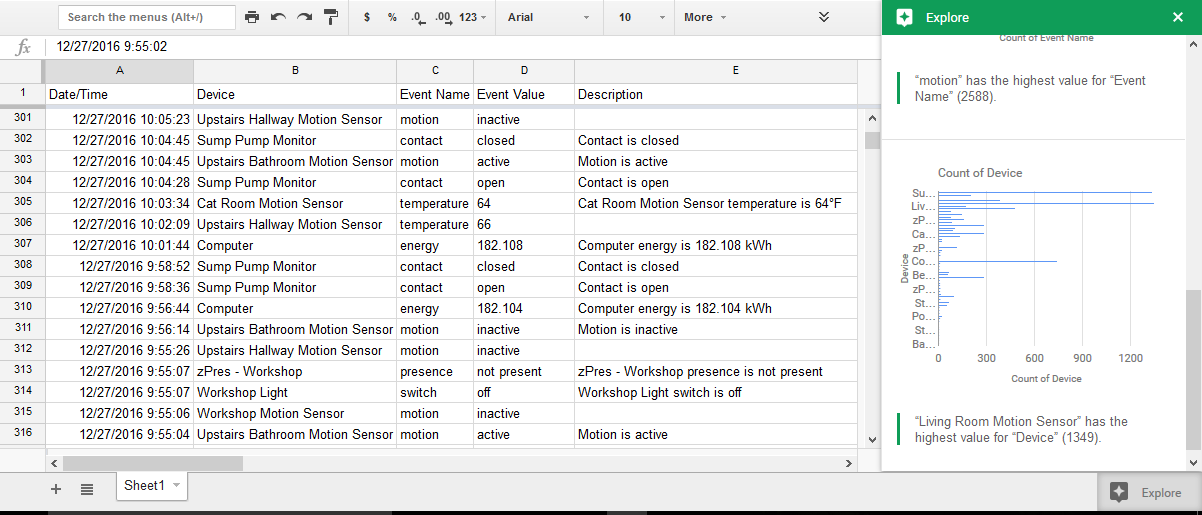 Search the menus (Alt+/) $ % .0 .00 123 Arial 10 More
Explore
fx 12/27/2016 9:55:02
A B C D E
1 Date/Time Device Event Name Event Value Description
301 12/27/2016 10:05:23 Upstairs Hallway Motion Sensor motion inactive
302 12/27/2016 10:04:45 Sump Pump Monitor contact closed Contact is closed
303 12/27/2016 10:04:45 Upstairs Bathroom Motion Sensor motion active Motion is active
304 12/27/2016 10:04:28 Sump Pump Monitor contact open Contact is open
305 12/27/2016 10:03:34 Cat Room Motion Sensor temperature 64 Cat Room Motion Sensor temperature is 64°F
306 12/27/2016 10:02:09 Upstairs Hallway Motion Sensor temperature 66
307 12/27/2016 10:01:44 Computer energy 182.108 Computer energy is 182.108 kWh
308 12/27/2016 9:58:52 Sump Pump Monitor contact closed Contact is closed
309 12/27/2016 9:58:36 Sump Pump Monitor contact open Contact is open
310 12/27/2016 9:56:44 Computer energy 182.104 Computer energy is 182.104 kWh
311 12/27/2016 9:56:14 Upstairs Bathroom Motion Sensor motion inactive Motion is inactive
312 12/27/2016 9:55:26 Upstairs Hallway Motion Sensor motion inactive
313 12/27/2016 9:55:07 zPres - Workshop presence not present zPres - Workshop presence is not present
314 12/27/2016 9:55:07 Workshop Light switch off Workshop Light switch is off
315 12/27/2016 9:55:06 Workshop Motion Sensor motion inactive
316 12/27/2016 9:55:04 Upstairs Bathroom Motion Sensor motion active Motion is active
Sheet1
Count of Event Name
“motion” has the highest value for “Event
Name” (2588).
Count of Device
Device
Su...
Liv...
zP...
Ca...
zP...
Co...
Be...
zP...
St...
Po...
St...
Ba...
0 300 600 900 1200
Count of Device
“Living Room Motion Sensor” has the
highest value for “Device” (1349).
Explore